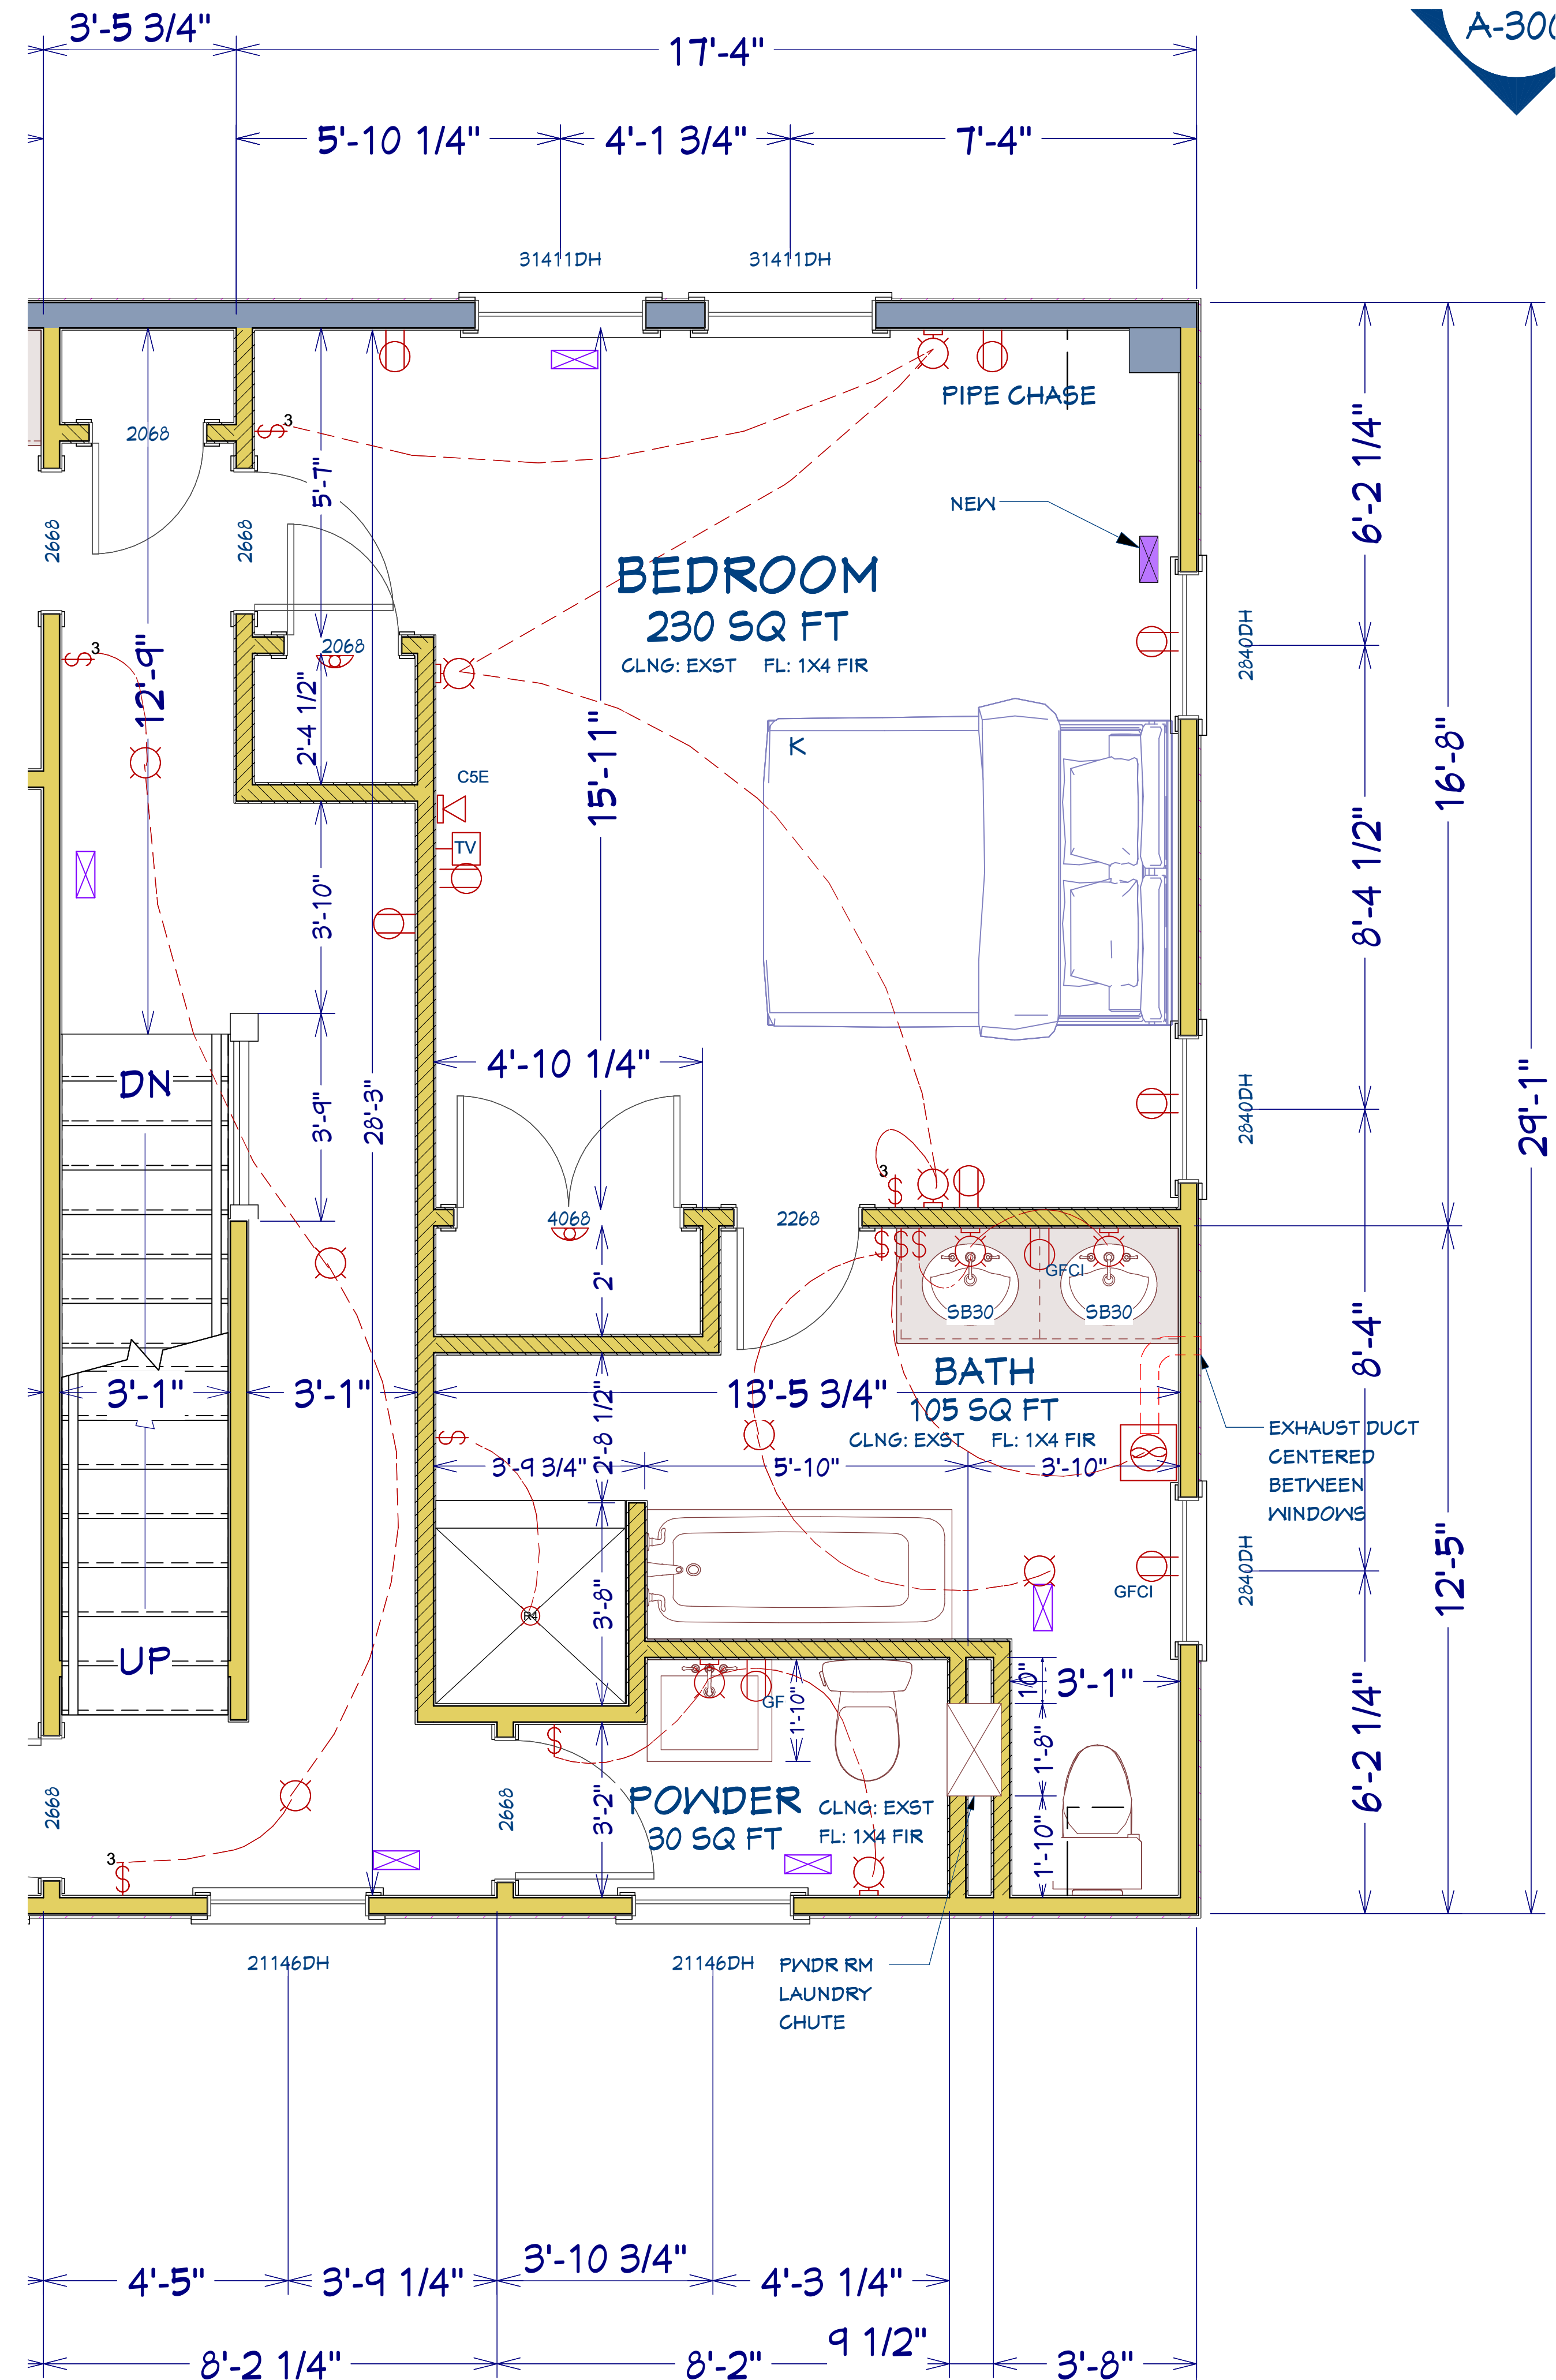 3'-5 3/4"
17'-4"
5'-10 1/4"
4'-1 3/4"
7'-4"
31411DH
31411DH
2068
3
5'-7"
PIPE CHASE
6'-2 1/4"
2668
2668
NEW
BEDROOM
230 SQ FT
CLNG: EXST FL: 1X4 FIR
2068
2840DH
3
12'-9"
2'-4 1/2"
15'-11"
K
16'-8"
C5E
TV
3'-10"
8'-4 1/2"
4'-10 1/4"
DN
3'-9"
28'-3"
2840DH
29'-1"
3
4068
2268
GFCI
SB30
SB30
2'
8'-4"
BATH
105 SQ FT
CLNG: EXST FL: 1X4 FIR
3'-1"
3'-1"
13'-5 3/4"
2'-8 1/2"
3'-9 3/4"
5'-10"
3'-10"
EXHAUST DUCT
CENTERED
BETWEEN
WINDOWS
12'-5"
2840DH
GFCI
3'-8"
UP
10"
3'-1"
GF
1'-10"
1'-8"
6'-2 1/4"
2668
2668
3'-2"
POWDER
30 SQ FT
CLNG: EXST
FL: 1X4 FIR
1'-10"
3
21146DH
21146DH
PWDR RM
LAUNDRY
CHUTE
4'-5"
3'-9 1/4"
3'-10 3/4"
4'-3 1/4"
8'-2 1/4"
8'-2"
9 1/2"
3'-8"